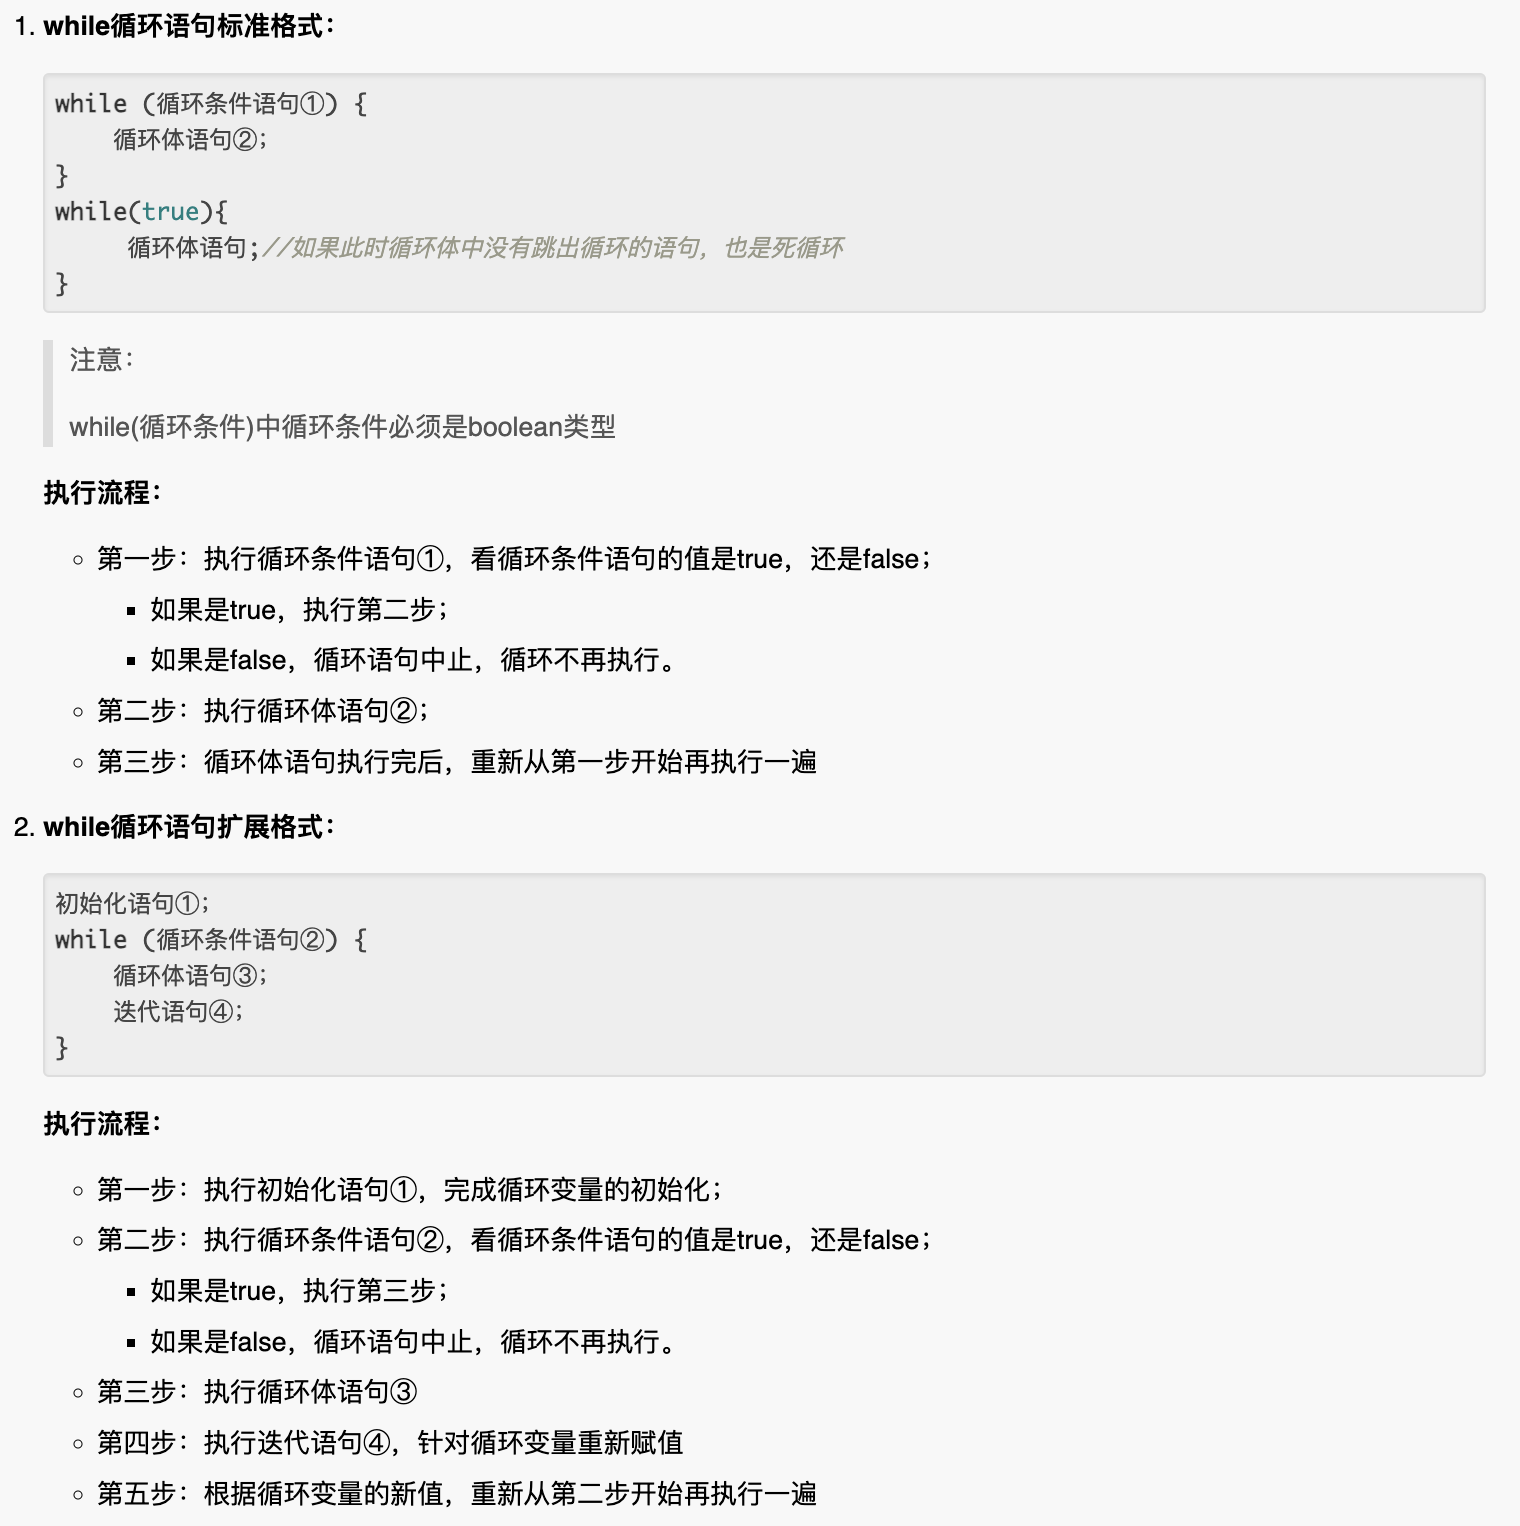 1. while循环语句标准格式：
while (循环条件语句①) {
循环体语句②；
}
while(true){
循环体语句;//如果此时循环体中没有跳出循环的语句，也是死循环
}
注意：
while(循环条件)中循环条件必须是boolean类型
执行流程：
第一步：执行循环条件语句①，看循环条件语句的值是true，还是false；
如果是true，执行第二步；
如果是false，循环语句中止，循环不再执行。
第二步：执行循环体语句②；
第三步：循环体语句执行完后，重新从第一步开始再执行一遍
2. while循环语句扩展格式：
初始化语句①；
while (循环条件语句②) {
循环体语句③；
迭代语句④；
}
执行流程：
第一步：执行初始化语句①，完成循环变量的初始化；
第二步：执行循环条件语句②，看循环条件语句的值是true，还是false；
如果是true，执行第三步；
如果是false，循环语句中止，循环不再执行。
第三步：执行循环体语句③
第四步：执行迭代语句④，针对循环变量重新赋值
第五步：根据循环变量的新值，重新从第二步开始再执行一遍